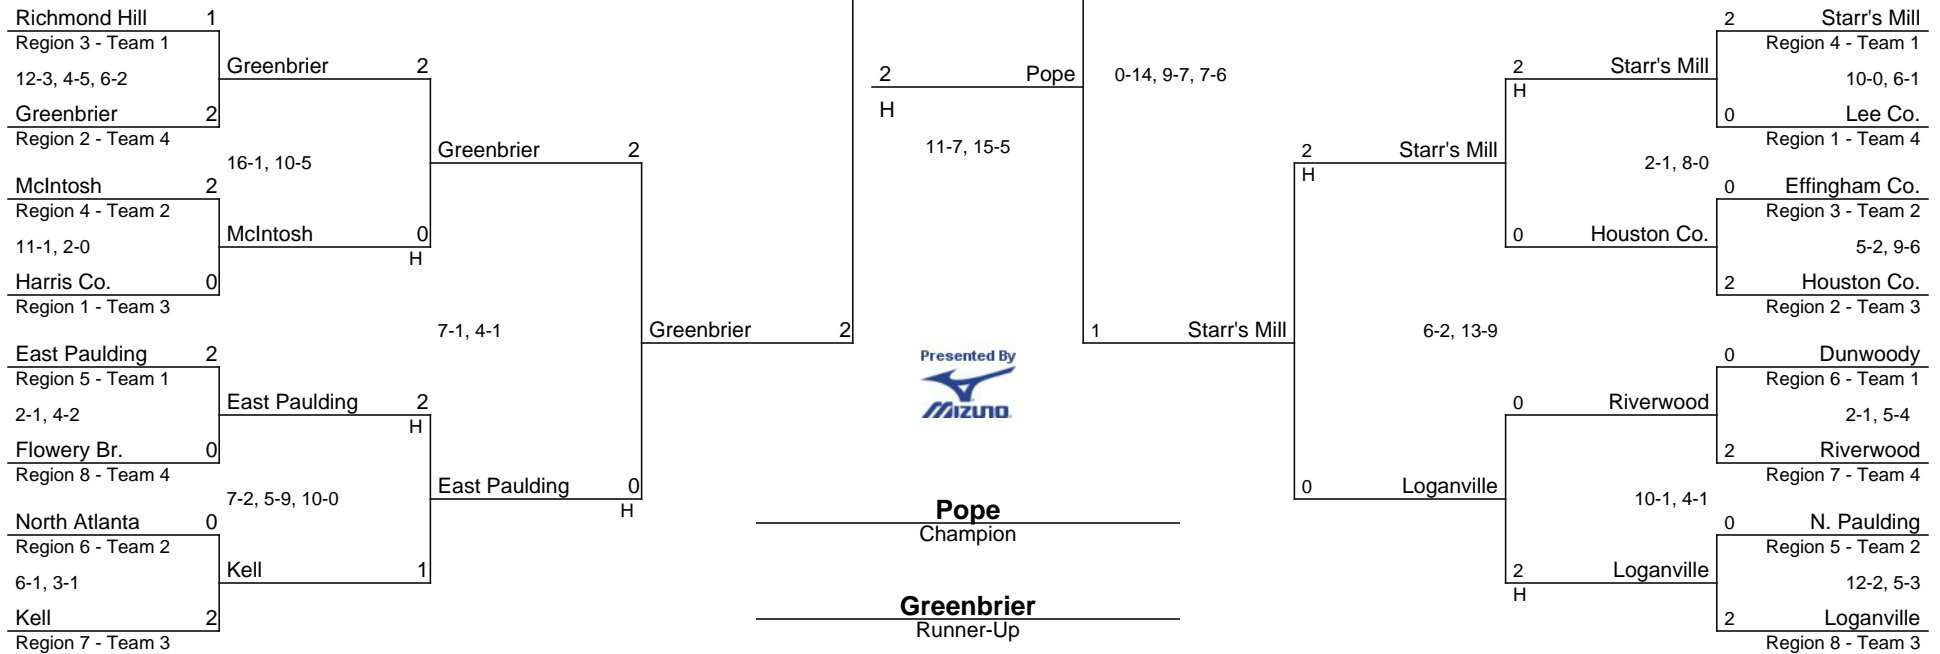 Richmond Hill 1
Region 3 - Team 1
12-3, 4-5, 6-2
Greenbrier 2
Region 2 - Team 4
McIntosh 2
Region 4 - Team 2
11-1, 2-0
Harris Co. 0
Region 1 - Team 3
East Paulding 2
Region 5 - Team 1
2-1, 4-2
Flowery Br. 0
Region 8 - Team 4
North Atlanta 0
Region 6 - Team 2
6-1, 3-1
Kell 2
Region 7 - Team 3
Greenbrier 2
16-1, 10-5
McIntosh 0
H
East Paulding 2
H
7-2, 5-9, 10-0
Kell 1
Greenbrier 2
7-1, 4-1
East Paulding 0
H
Greenbrier 2
2 Pope
H
11-7, 15-5
Presented By
MIZUNO
Pope
Champion
Greenbrier
Runner-Up
0-14, 9-7, 7-6
1 Starr's Mill
2 Starr's Mill
H
6-2, 13-9
0 Loganville
2 Starr's Mill
H
2-1, 8-0
0 Houston Co.
0 Riverwood
10-1, 4-1
2 Loganville
H
2 Starr's Mill
Region 4 - Team 1
10-0, 6-1
0 Lee Co.
Region 1 - Team 4
0 Effingham Co.
Region 3 - Team 2
5-2, 9-6
2 Houston Co.
Region 2 - Team 3
0 Dunwoody
Region 6 - Team 1
2-1, 5-4
2 Riverwood
Region 7 - Team 4
0 N. Paulding
Region 5 - Team 2
12-2, 5-3
2 Loganville
Region 8 - Team 3